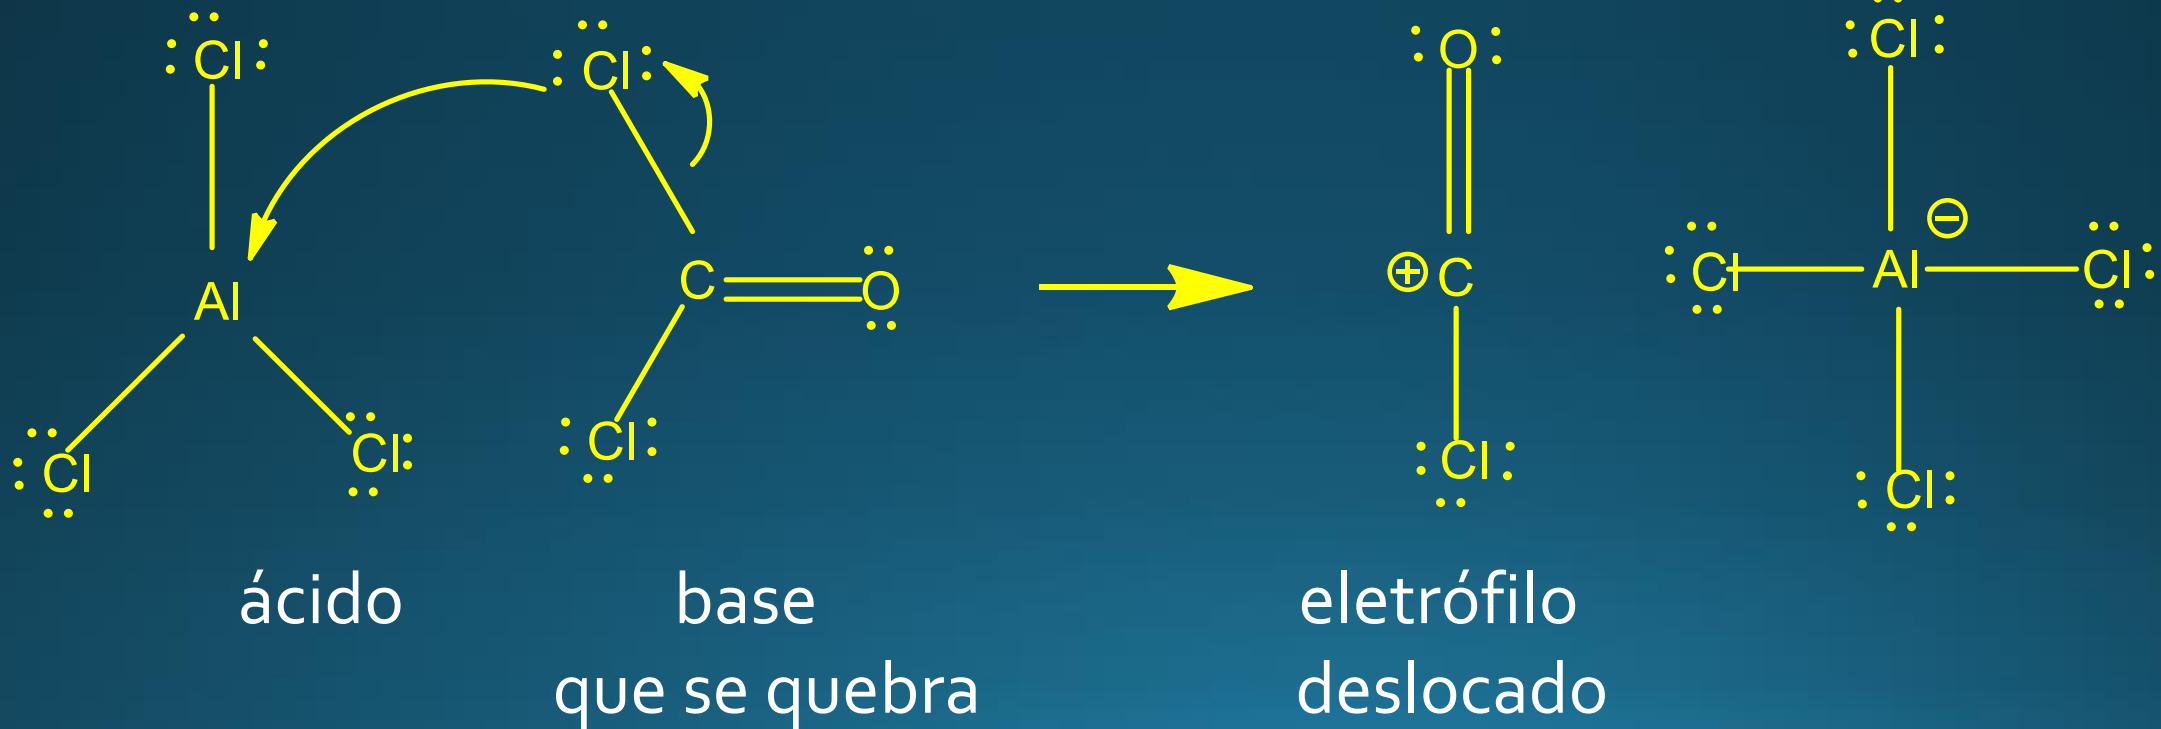 Cl Cl O Cl
Al C O C Cl Al Cl
Cl Cl Cl Cl Cl
ácido base eletrófilo
que se quebra deslocado